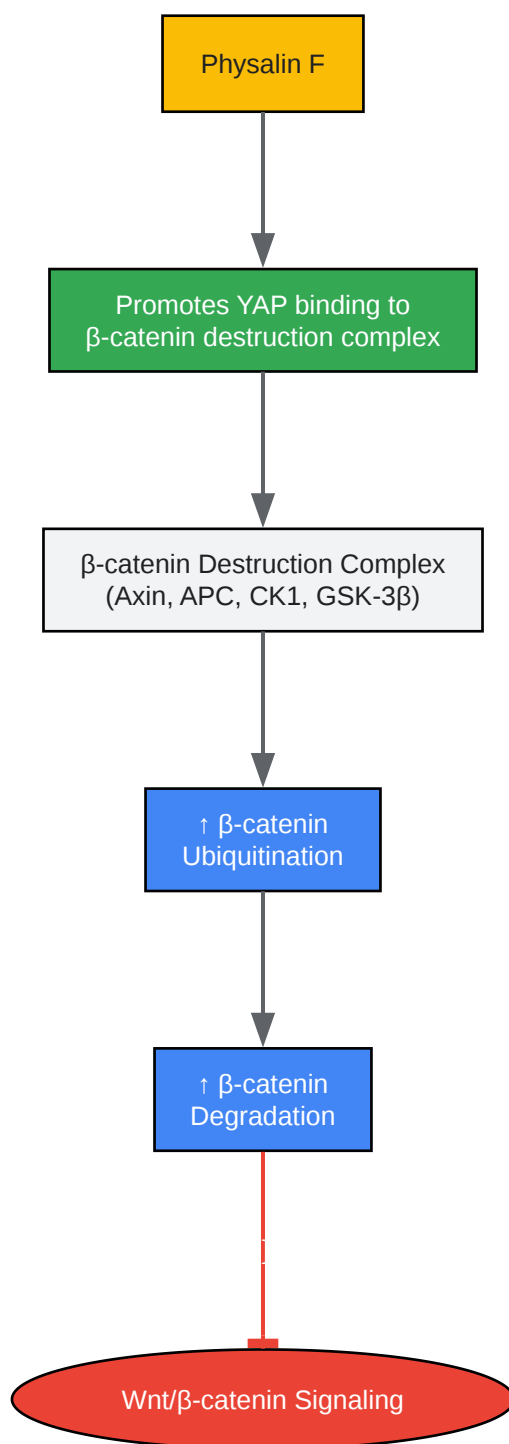 Physalin F
Promotes YAP binding to
β-catenin destruction complex
β-catenin Destruction Complex
(Axin, APC, CK1, GSK-3β)
↑ β-catenin
Ubiquitination
↑ β-catenin
Degradation
Wnt/β-catenin Signaling